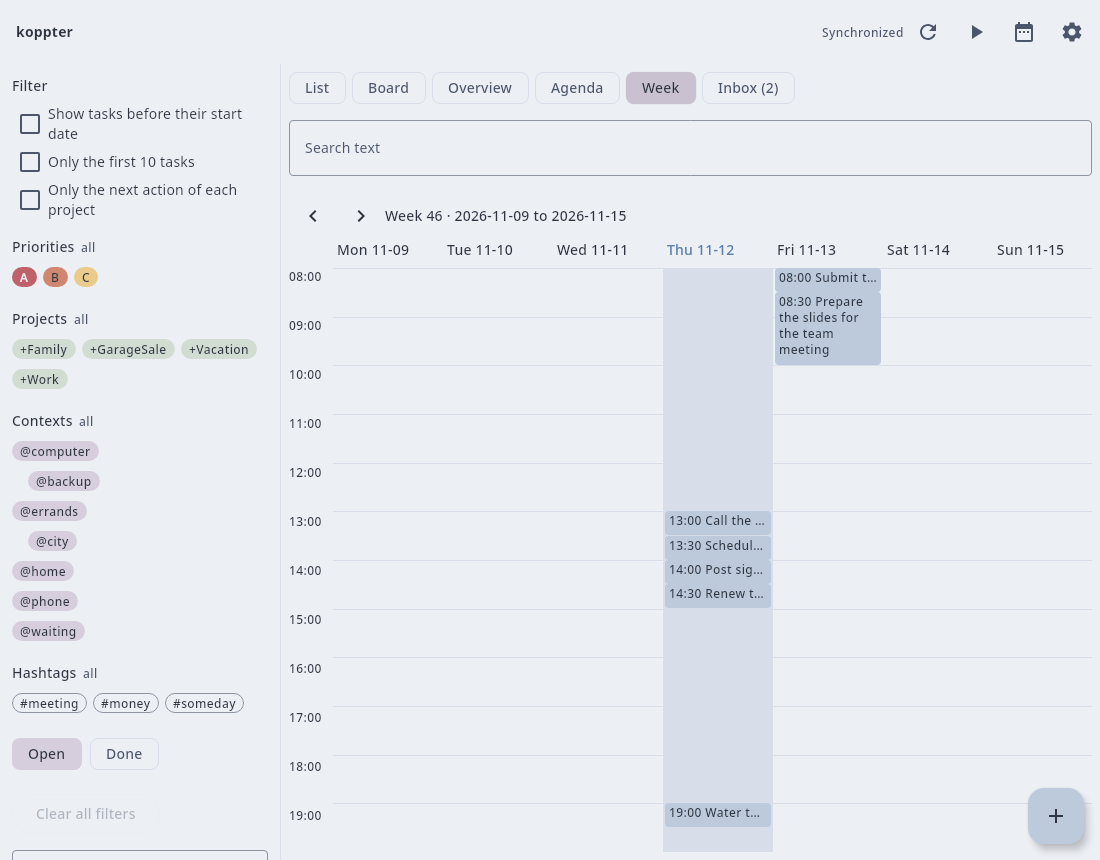 koppter
Synchronized
Filter
Show tasks before their start
date
Only the first 10 tasks
Only the next action of each
project
Priorities all
A B C
Projects all
+Family +GarageSale +Vacation
+Work
Contexts all
@computer
@backup
@errands
@city
@home
@phone
@waiting
Hashtags all
#meeting #money #someday
Open Done
Clear all filters
List Board Overview Agenda Week Inbox (2)
Search text
Week 46 · 2026-11-09 to 2026-11-15
Mon 11-09 Tue 11-10 Wed 11-11 Thu 11-12 Fri 11-13 Sat 11-14 Sun 11-15
08:00
09:00
10:00
11:00
12:00
13:00
14:00
15:00
16:00
17:00
18:00
19:00
13:00 Call the …
13:30 Schedul…
14:00 Post sig…
14:30 Renew t…
19:00 Water t…
08:00 Submit t…
08:30 Prepare
the slides for
the team
meeting